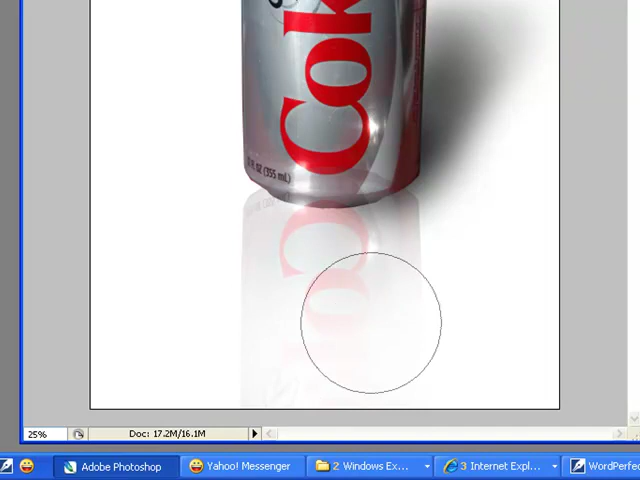 Cok
12 FL OZ (355 mL)
25%
Doc: 17.2M/16.1M
Adobe Photoshop
Yahoo! Messenger
2 Windows Ex...
3 Internet Expl...
WordPerfec